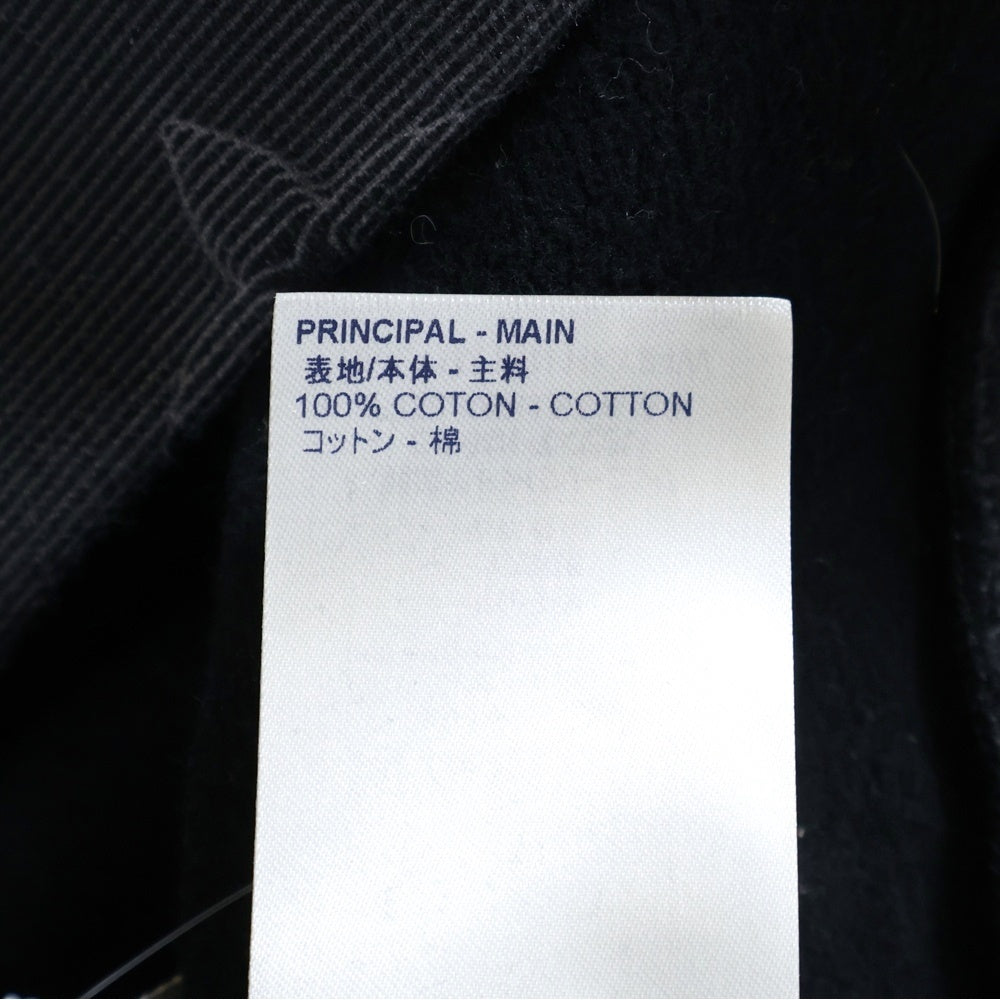 PRINCIPAL - MAIN
表地/本体 - 主料
100% COTON - COTTON
コットン - 棉